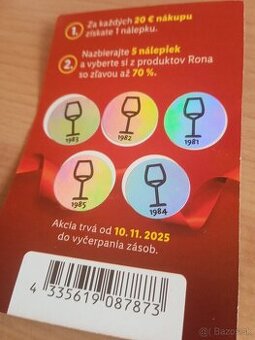 1. Za každých 20 € nákupu
získate 1 nálepku.
2. Nazbierajte 5 nálepiek
a vyberte si z produktov Rona
so zľavou až 70 %.
1983
1982
1981
1985
1984
Akcia trvá od 10. 11. 2025
do vyčerpania zásob.
4 335619 087873
bazos.sk